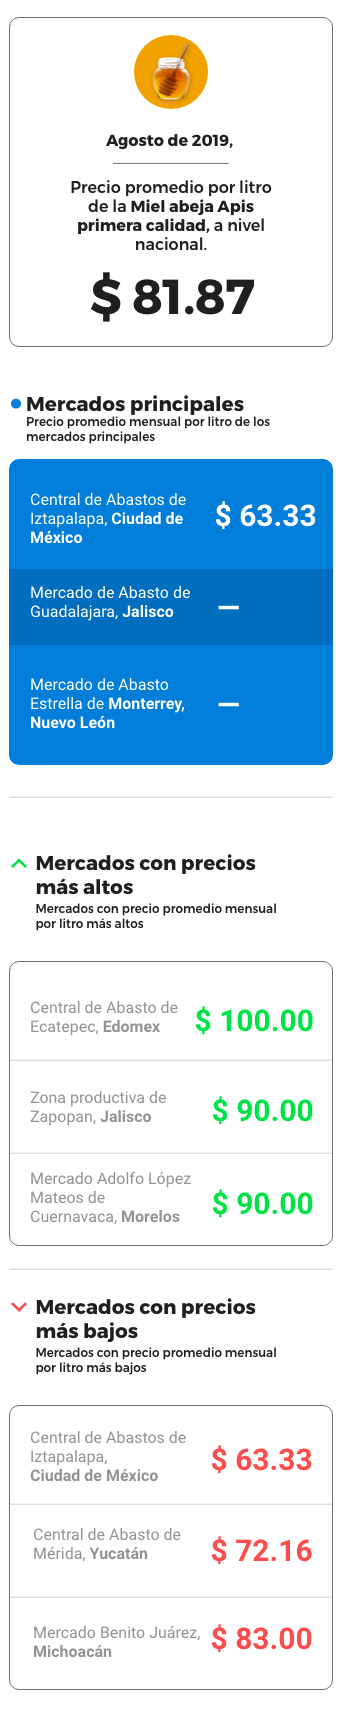 Agosto de 2019,
Precio promedio por litro
de la Miel abeja Apis
primera calidad, a nivel
nacional.
$ 81.87
Mercados principales
Precio promedio mensual por litro de los
mercados principales
Central de Abastos de
Iztapalapa, Ciudad de
México
$ 63.33
Mercado de Abasto de
Guadalajara, Jalisco
—
Mercado de Abasto
Estrella de Monterrey,
Nuevo León
—
Mercados con precios
más altos
Mercados con precio promedio mensual
por litro más altos
Central de Abasto de
Ecatepec, Edomex
$ 100.00
Zona productiva de
Zapopan, Jalisco
$ 90.00
Mercado Adolfo López
Mateos de
Cuernavaca, Morelos
$ 90.00
Mercados con precios
más bajos
Mercados con precio promedio mensual
por litro más bajos
Central de Abastos de
Iztapalapa,
Ciudad de México
$ 63.33
Central de Abasto de
Mérida, Yucatán
$ 72.16
Mercado Benito Juárez,
Michoacán
$ 83.00